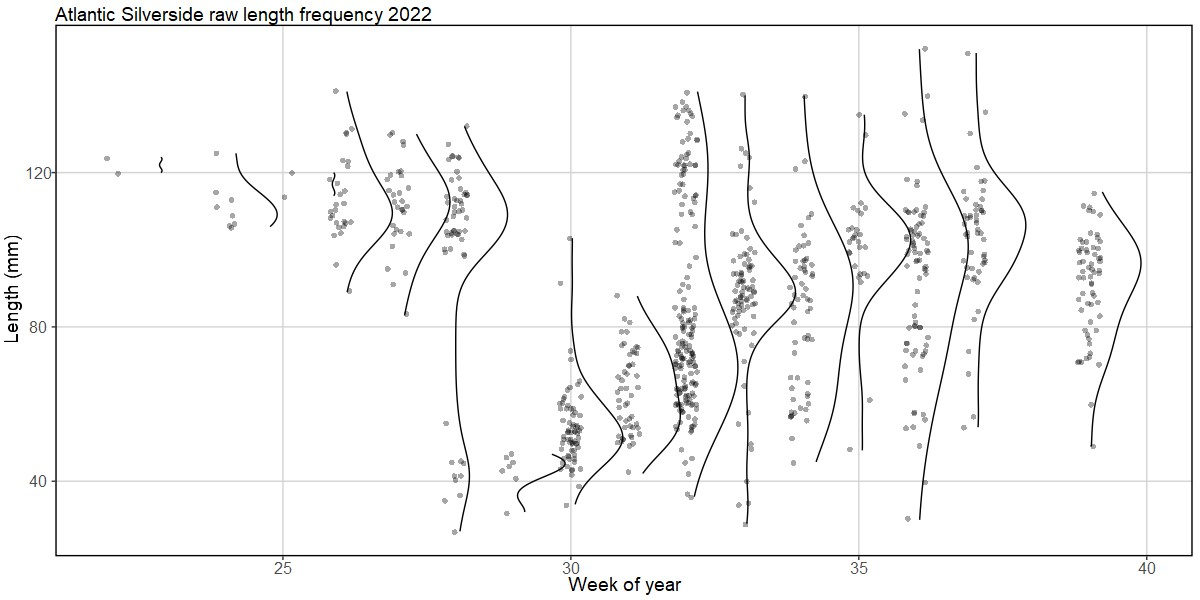 Atlantic Silverside raw length frequency 2022
Length (mm)
120
80
40
25
30
35
40
Week of year